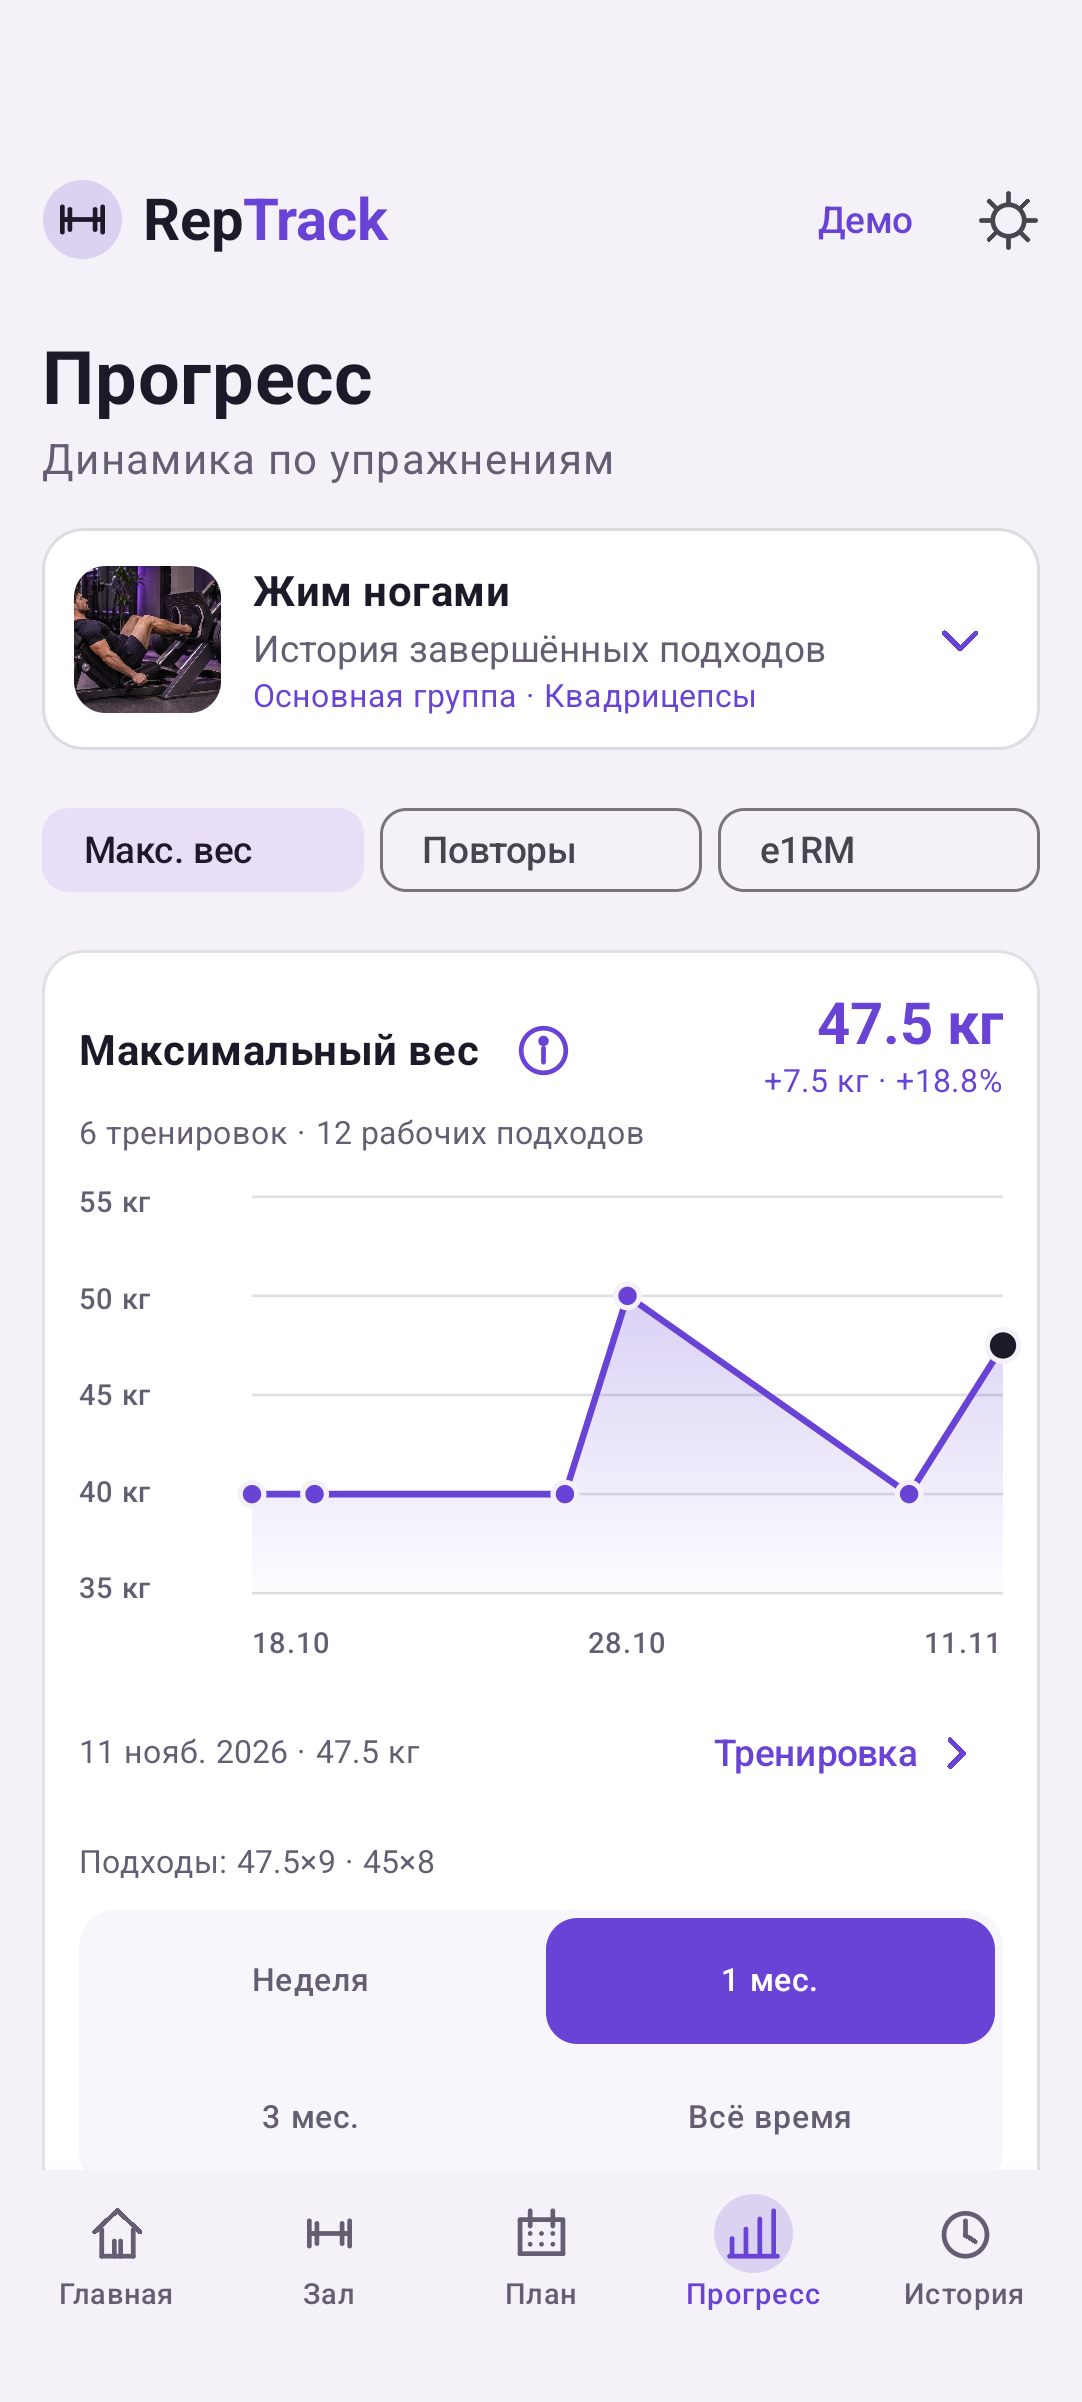 RepTrack
Демо
Прогресс
Динамика по упражнениям
Жим ногами
История завершённых подходов
Основная группа · Квадрицепсы
Макс. вес
Повторы
e1RM
Максимальный вес
47.5 кг
+7.5 кг · +18.8%
6 тренировок · 12 рабочих подходов
55 кг
50 кг
45 кг
40 кг
35 кг
18.10
28.10
11.11
11 нояб. 2026 · 47.5 кг
Тренировка
Подходы: 47.5×9 · 45×8
Неделя
1 мес.
3 мес.
Всё время
Главная
Зал
План
Прогресс
История